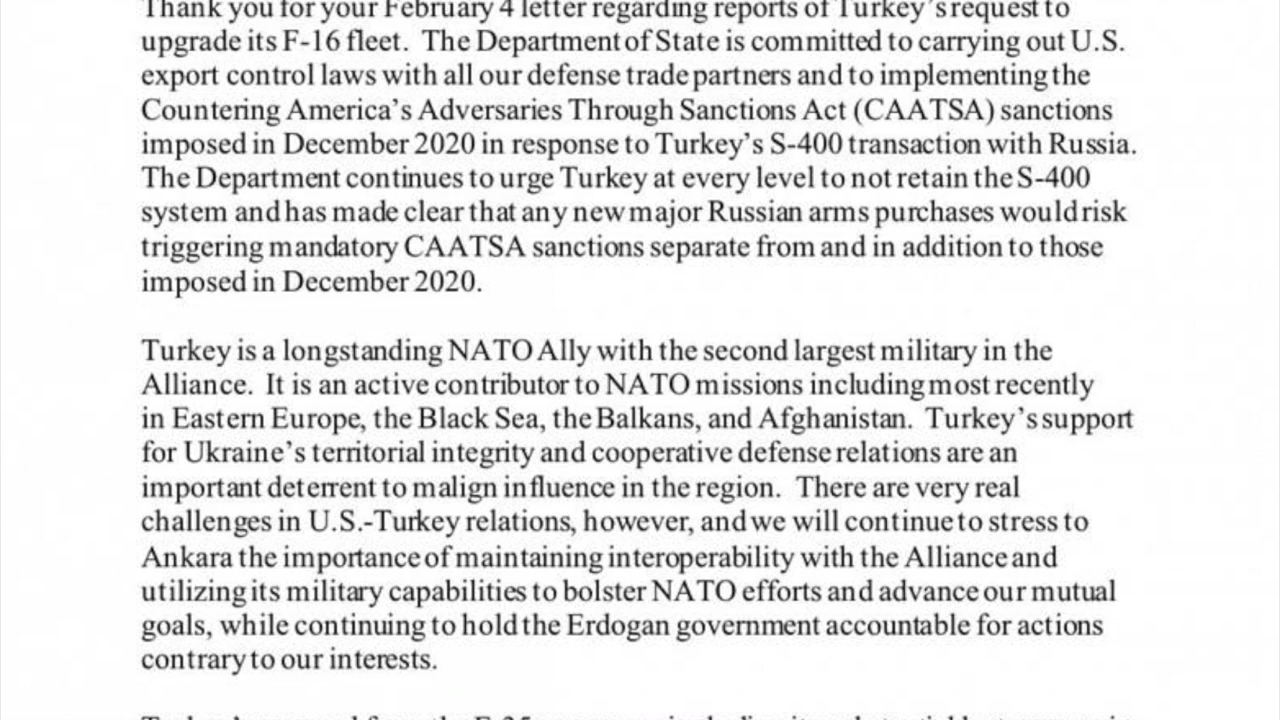 Thank you for your February 4 letter regarding reports of Turkey's request to
upgrade its F-16 fleet. The Department of State is committed to carrying out U.S.
export control laws with all our defense trade partners and to implementing the
Countering America's Adversaries Through Sanctions Act (CAATSA) sanctions
imposed in December 2020 in response to Turkey's S-400 transaction with Russia.
The Department continues to urge Turkey at every level to not retain the S-400
system and has made clear that any new major Russian arms purchases would risk
triggering mandatory CAATSA sanctions separate from and in addition to those
imposed in December 2020.
Turkey is a longstanding NATO Ally with the second largest military in the
Alliance. It is an active contributor to NATO missions including most recently
in Eastern Europe, the Black Sea, the Balkans, and Afghanistan. Turkey's support
for Ukraine's territorial integrity and cooperative defense relations are an
important deterrent to malign influence in the region. There are very real
challenges in U.S.-Turkey relations, however, and we will continue to stress to
Ankara the importance of maintaining interoperability with the Alliance and
utilizing its military capabilities to bolster NATO efforts and advance our mutual
goals, while continuing to hold the Erdogan government accountable for actions
contrary to our interests.